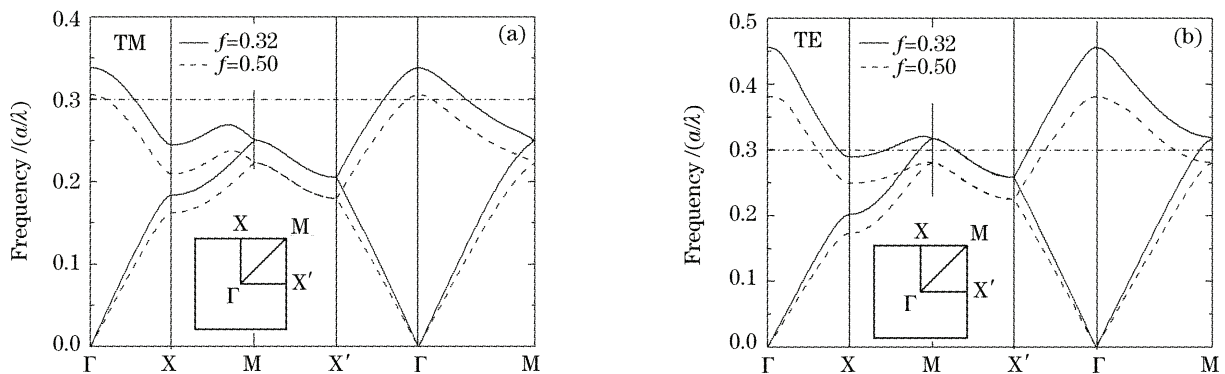 0.4
TM
f=0.32
f=0.50
(a)
0.3
0.2
0.1
0.0
Frequency/(a/λ)
X
M
Γ
X′
Γ
X
M
X′
Γ
M
0.5
TE
f=0.32
f=0.50
(b)
0.4
0.3
0.2
0.1
0.0
Frequency/(a/λ)
X
M
Γ
X′
Γ
X
M
X′
Γ
M